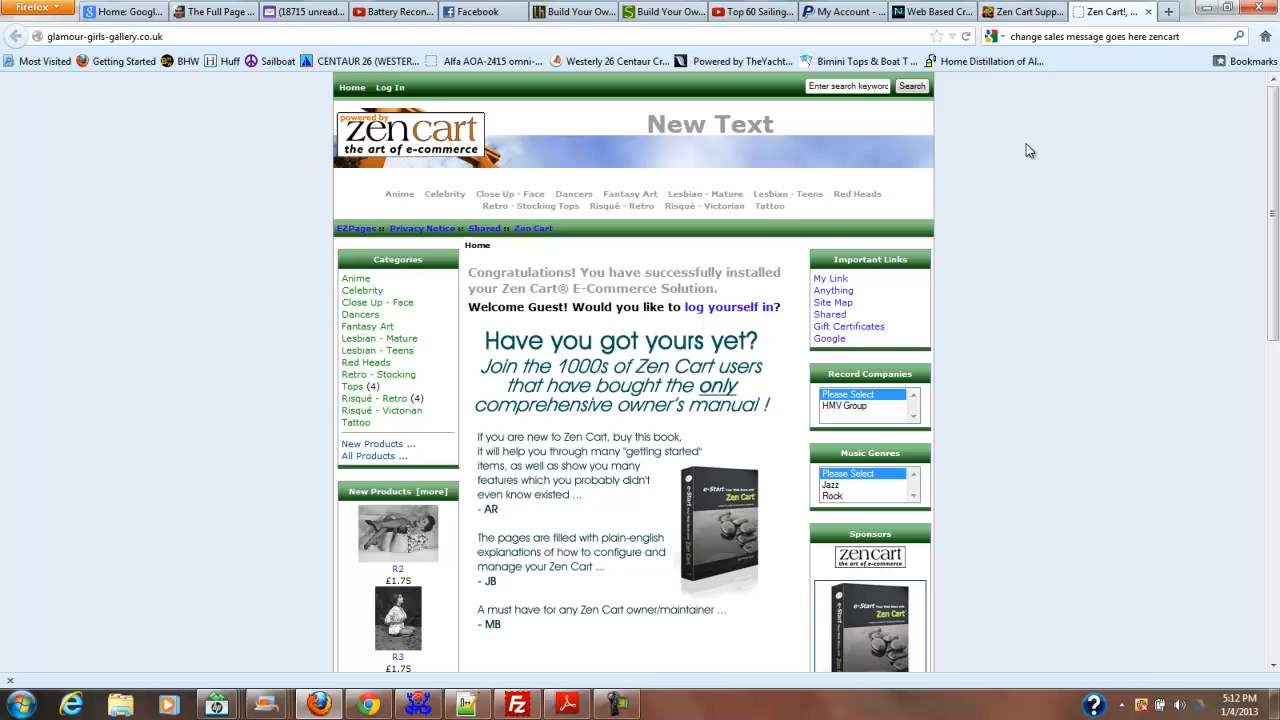 Firefox
Home: Googl...
The Full Page ...
(18715 unread...
Battery Recon...
Facebook
Build Your Ow...
Build Your Ow...
Top 50 Sailing...
My Account - ...
Web Based Cr...
Zen Cart Supp...
Zen Cart!, ...
glamour-girls-gallery.co.uk
change sales message goes here zencart
Most Visited
Getting Started
BHW
Huff
Sailboat
CENTAUR 26 (WESTER...
Alfa AOA-2415 omni-...
Westerly 26 Centaur Cr...
Powered by TheYacht...
Bimini Tops & Boat T ...
Home Distillation of Al...
Bookmarks
Home Log In
Enter search keyword
Search
powered by
zencart
the art of e-commerce
New Text
Anime Celebrity Close Up - Face Dancers Fantasy Art Lesbian - Mature Lesbian - Teens Red Heads
Retro - Stocking Tops Risqué - Retro Risqué - Victorian Tattoo
EZPages :: Privacy Notice :: Shared :: Zen Cart
Home
Categories
Anime
Celebrity
Close Up - Face
Dancers
Fantasy Art
Lesbian - Mature
Lesbian - Teens
Red Heads
Retro - Stocking
Tops (4)
Risqué - Retro (4)
Risqué - Victorian
Tattoo
New Products ...
All Products ...
New Products [more]
R2
£1.75
R3
£1.75
Congratulations! You have successfully installed
your Zen Cart® E-Commerce Solution.
Welcome Guest! Would you like to log yourself in?
Have you got yours yet?
Join the 1000s of Zen Cart users
that have bought the only
comprehensive owner's manual !
If you are new to Zen Cart, buy this book,
it will help you through many "getting started"
items, as well as show you many
features which you probably didn't
even know existed ...
- AR
The pages are filled with plain-english
explanations of how to configure and
manage your Zen Cart ...
- JB
A must have for any Zen Cart owner/maintainer ...
- MB
e-Start Your Web Store with
Zen Cart
Important Links
My Link
Anything
Site Map
Shared
Gift Certificates
Google
Record Companies
Please Select
HMV Group
Music Genres
Please Select
Jazz
Rock
Sponsors
zencart
the art of e-commerce
e-Start Your Web Store with
Zen Cart
5:12 PM
1/4/2013